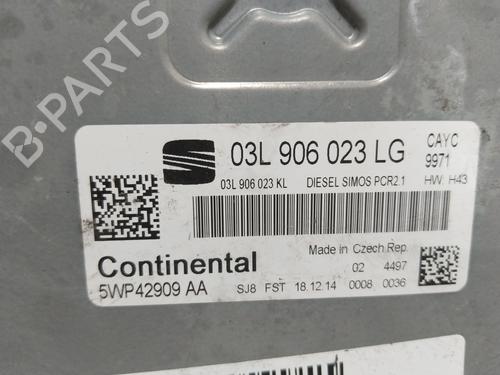 B-PARTS
03L 906 023 LG
CAYC
9971
03L 906 023 KL DIESEL SIMOS PCR2.1 HW: H43
Continental
Made in Czech Rep.
02 4497
5WP42909 AA SJ8 FST 18.12.14 0008 0036